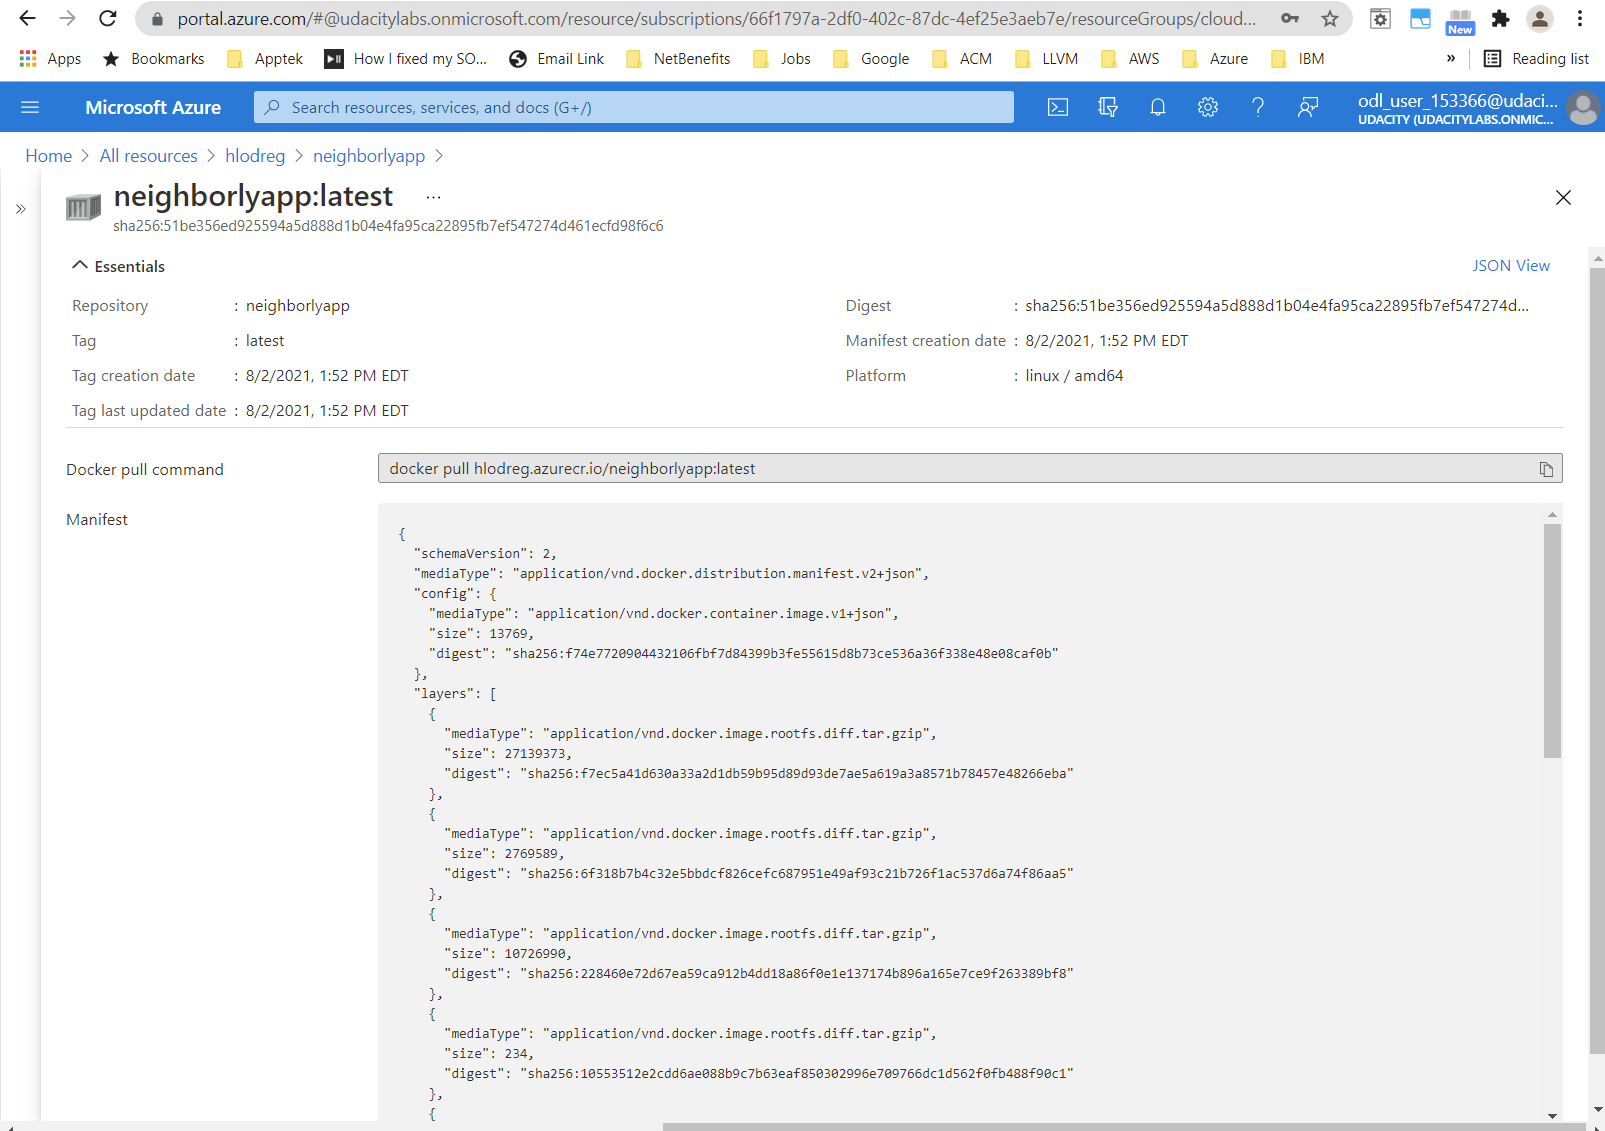 portal.azure.com/#@udacitylabs.onmicrosoft.com/resource/subscriptions/66f1797a-2df0-402c-87dc-4ef25e3aeb7e/resourceGroups/cloud...
New
Apps Bookmarks Apptek How I fixed my SO... Email Link NetBenefits Jobs Google ACM LLVM AWS Azure IBM » Reading list
Microsoft Azure Search resources, services, and docs (G+/) odl_user_153366@udaci...
UDACITY (UDACITYLABS.ONMIC...
Home > All resources > hlodreg > neighborlyapp >
neighborlyapp:latest ...
sha256:51be356ed925594a5d888d1b04e4fa95ca22895fb7ef547274d461ecfd98f6c6
Essentials JSON View
Repository : neighborlyapp Digest : sha256:51be356ed925594a5d888d1b04e4fa95ca22895fb7ef547274d...
Tag : latest Manifest creation date : 8/2/2021, 1:52 PM EDT
Tag creation date : 8/2/2021, 1:52 PM EDT Platform : linux / amd64
Tag last updated date : 8/2/2021, 1:52 PM EDT
Docker pull command docker pull hlodreg.azurecr.io/neighborlyapp:latest
Manifest
{
"schemaVersion": 2,
"mediaType": "application/vnd.docker.distribution.manifest.v2+json",
"config": {
"mediaType": "application/vnd.docker.container.image.v1+json",
"size": 13769,
"digest": "sha256:f74e7720904432106fbf7d84399b3fe55615d8b73ce536a36f338e48e08caf0b"
},
"layers": [
{
"mediaType": "application/vnd.docker.image.rootfs.diff.tar.gzip",
"size": 27139373,
"digest": "sha256:f7ec5a41d630a33a2d1db59b95d89d93de7ae5a619a3a8571b78457e48266eba"
},
{
"mediaType": "application/vnd.docker.image.rootfs.diff.tar.gzip",
"size": 2769589,
"digest": "sha256:6f318b7b4c32e5bbdcf826cefc687951e49af93c21b726f1ac537d6a74f86aa5"
},
{
"mediaType": "application/vnd.docker.image.rootfs.diff.tar.gzip",
"size": 10726990,
"digest": "sha256:228460e72d67ea59ca912b4dd18a86f0e1e137174b896a165e7ce9f263389bf8"
},
{
"mediaType": "application/vnd.docker.image.rootfs.diff.tar.gzip",
"size": 234,
"digest": "sha256:10553512e2cdd6ae088b9c7b63eaf850302996e709766dc1d562f0fb488f90c1"
},
{